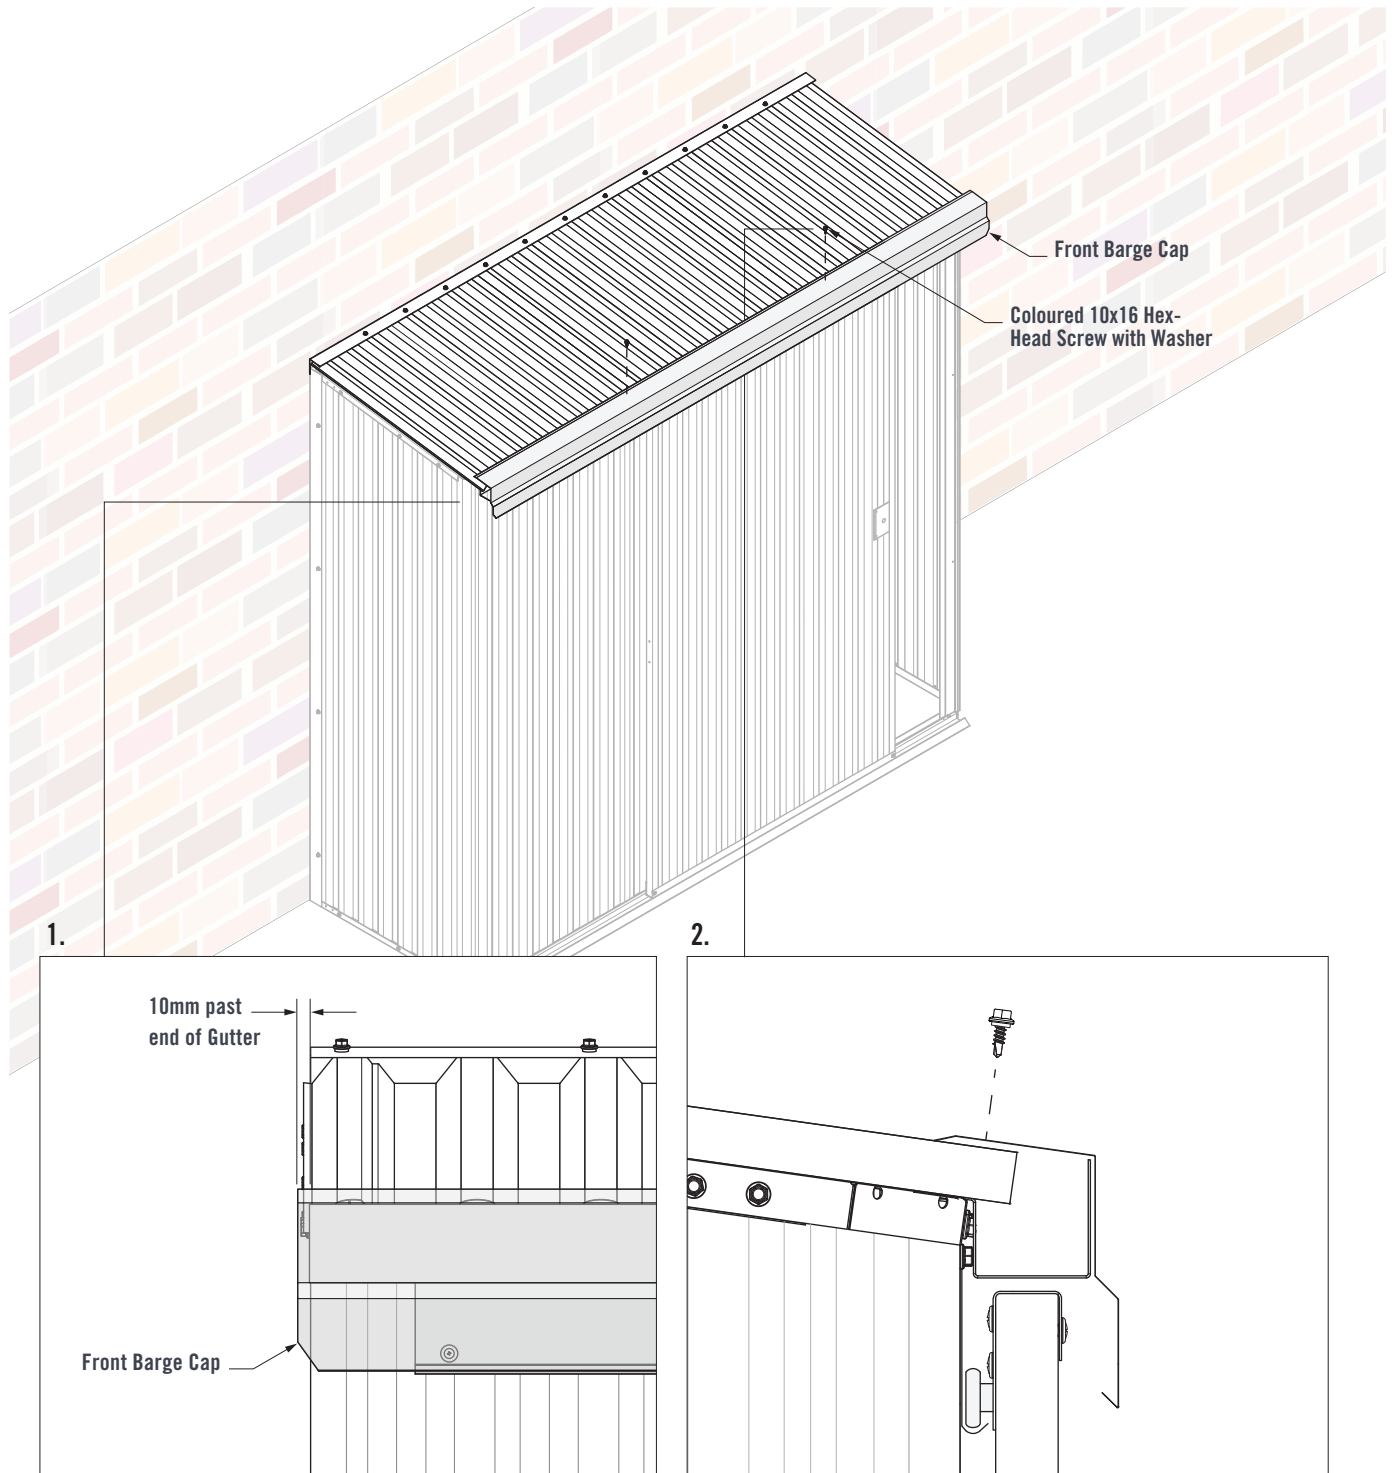 Front Barge Cap
Coloured 10x16 Hex-
Head Screw with Washer
1.
2.
10mm past
end of Gutter
Front Barge Cap